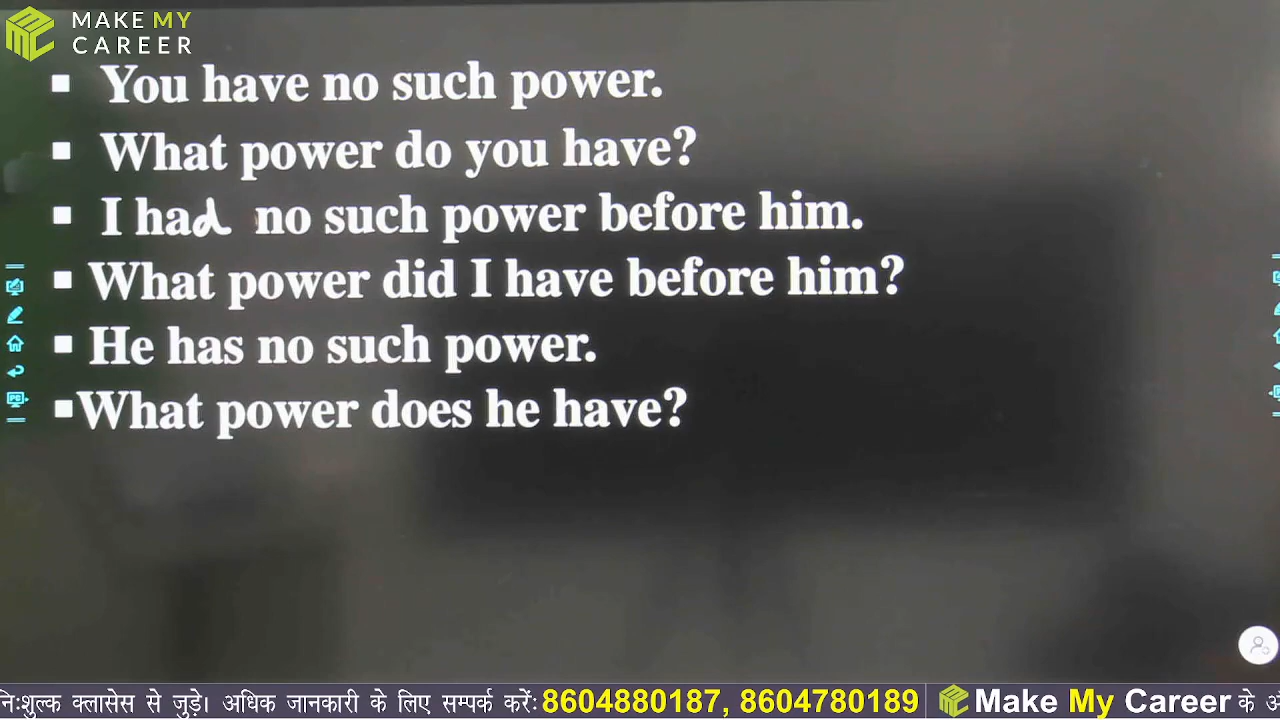 MAKE MY
CAREER
▪ You have no such power.
▪ What power do you have?
▪ I had no such power before him.
▪ What power did I have before him?
▪ He has no such power.
▪ What power does he have?
नि:शुल्क क्लासेस से जुड़े। अधिक जानकारी के लिए सम्पर्क करें: 8604880187, 8604780189 Make My Career के